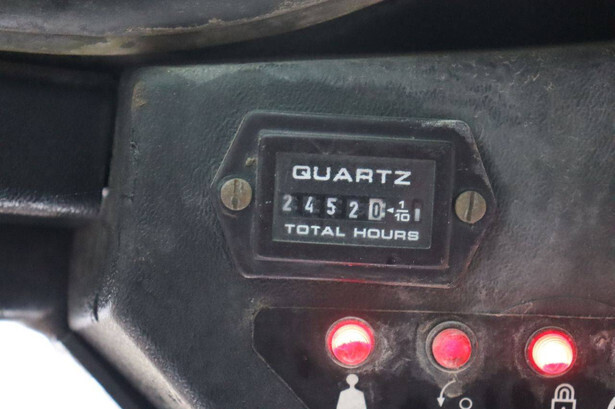 QUARTZ
24520 ◂ 1/10
TOTAL HOURS